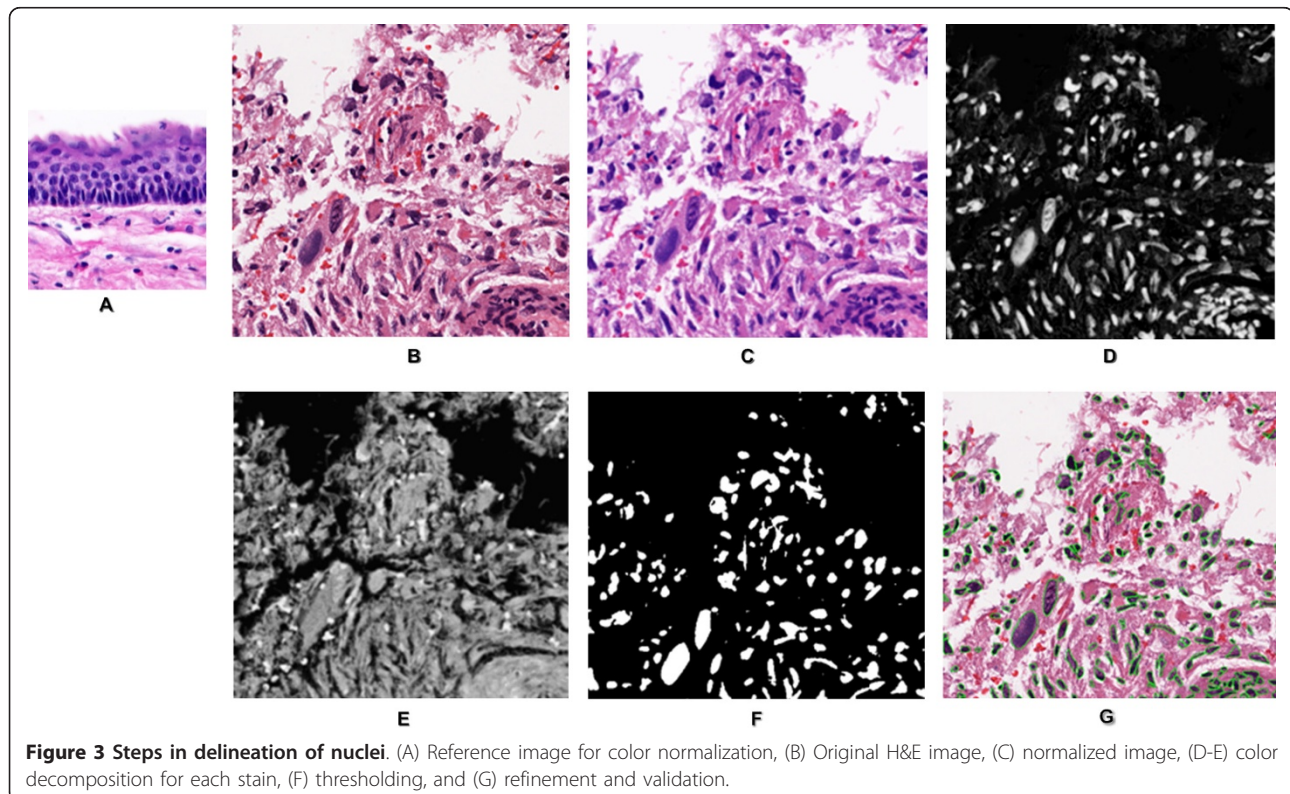 A
B
C
D
E
F
G
Figure 3 Steps in delineation of nuclei. (A) Reference image for color normalization, (B) Original H&E image, (C) normalized image, (D-E) color
decomposition for each stain, (F) thresholding, and (G) refinement and validation.